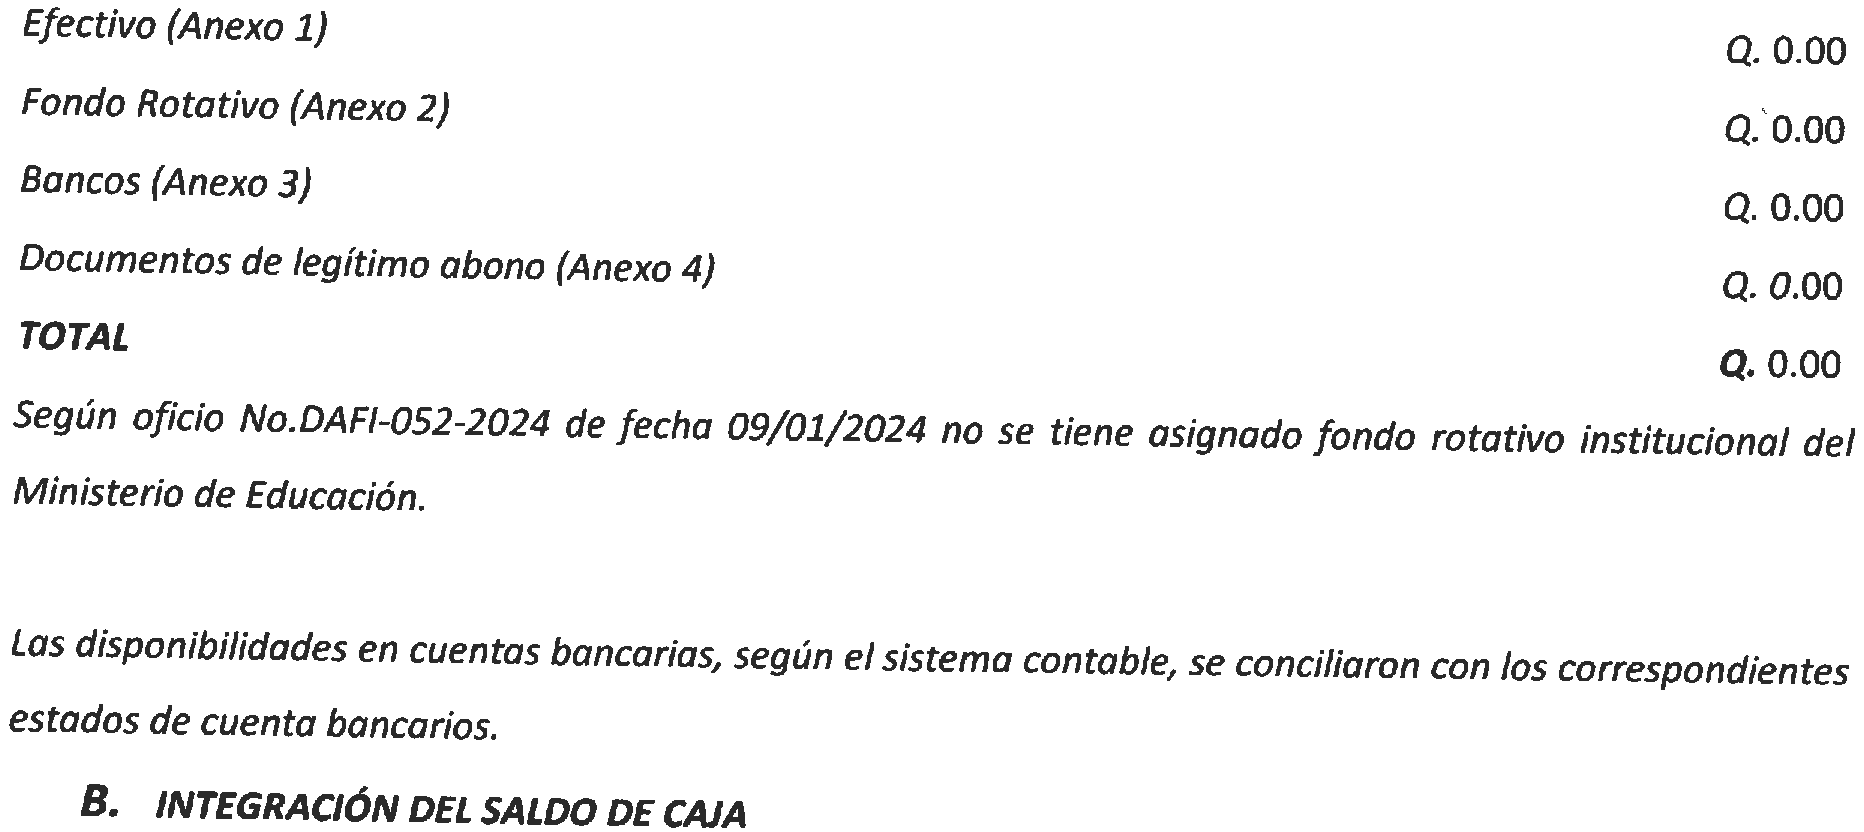 Efectivo (Anexo 1) Q. 0.00
Fondo Rotativo (Anexo 2) Q. 0.00
Bancos (Anexo 3) Q. 0.00
Documentos de legítimo abono (Anexo 4) Q. 0.00
TOTAL Q. 0.00
Según oficio No.DAFI-052-2024 de fecha 09/01/2024 no se tiene asignado fondo rotativo institucional del
Ministerio de Educación.
Las disponibilidades en cuentas bancarias, según el sistema contable, se conciliaron con los correspondientes
estados de cuenta bancarios.
B. INTEGRACIÓN DEL SALDO DE CAJA